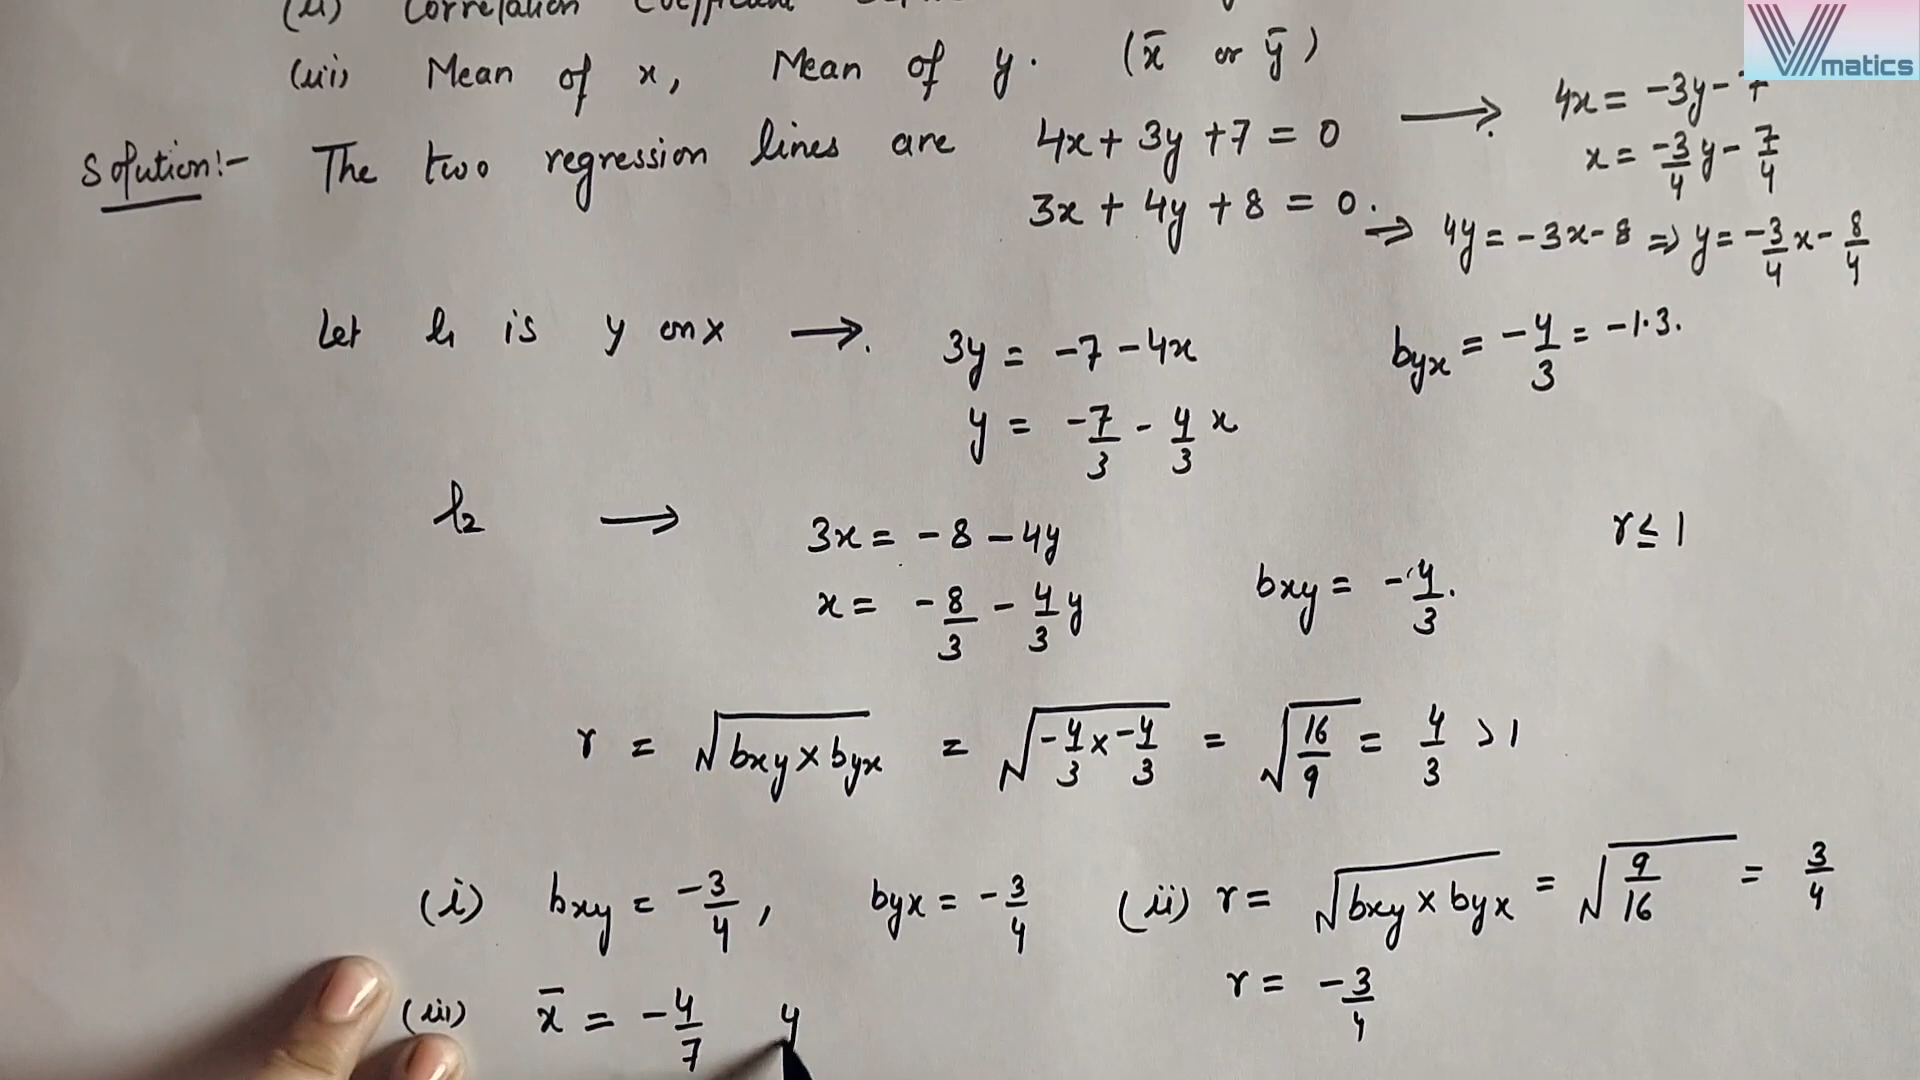 (ii) Correlation Coefficient
(iii) Mean of x, Mean of y. (x̄ or ȳ)
Vmatics
Solution:- The two regression lines are 4x + 3y + 7 = 0 → 4x = -3y - 7
x = -3/4 y - 7/4
3x + 4y + 8 = 0. ⇒ 4y = -3x - 8 ⇒ y = -3/4 x - 8/4
Let l₁ is y on x → 3y = -7 - 4x byx = -4/3 = -1.3.
y = -7/3 - 4/3 x
l₂ → 3x = -8 - 4y r ≤ 1
x = -8/3 - 4/3 y bxy = -4/3.
r = √(bxy × byx) = √(-4/3 × -4/3) = √(16/9) = 4/3 > 1
(i) bxy = -3/4, byx = -3/4 (ii) r = √(bxy × byx) = √(9/16) = 3/4
r = -3/4
(iii) x̄ = -4/7 y